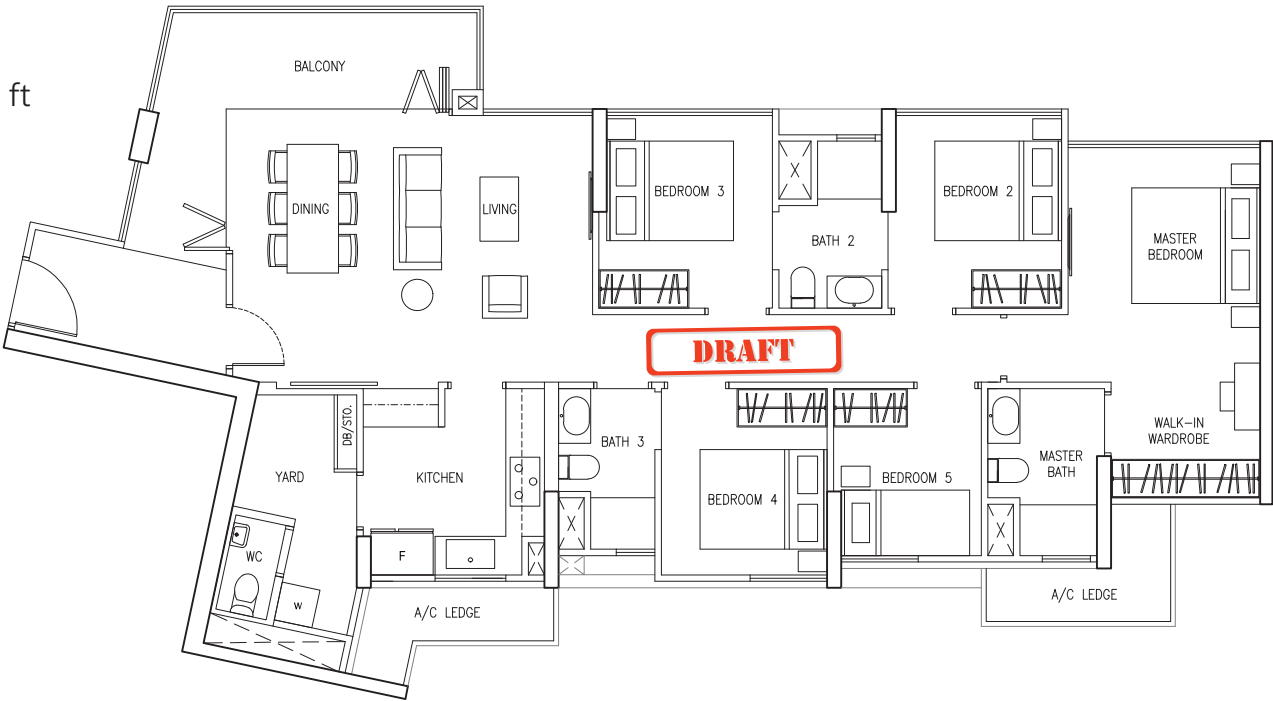 BALCONY
ft
BEDROOM 3
BEDROOM 2
DINING
LIVING
BATH 2
MASTER
BEDROOM
DRAFT
DB/STO.
BATH 3
WALK-IN
WARDROBE
YARD
KITCHEN
MASTER
BATH
BEDROOM 4
BEDROOM 5
WC
F
W
A/C LEDGE
A/C LEDGE